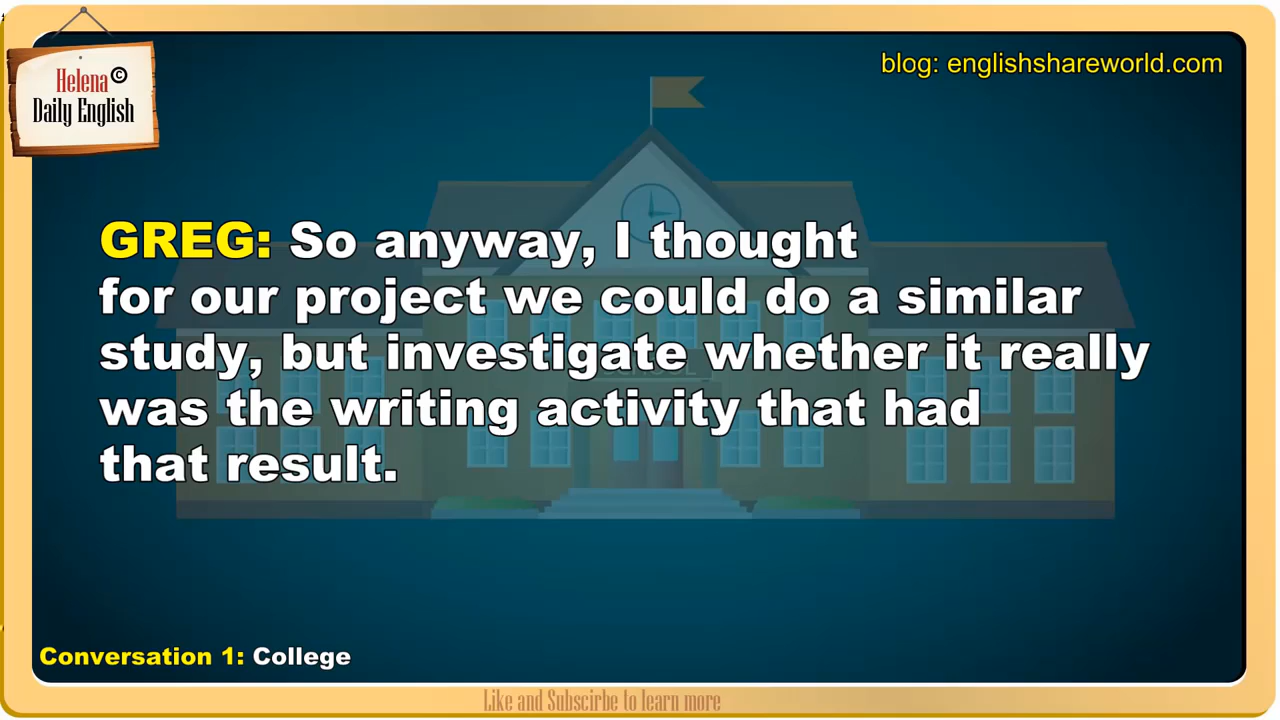 Helena©
Daily English
blog: englishshareworld.com
GREG: So anyway, I thought
for our project we could do a similar
study, but investigate whether it really
was the writing activity that had
that result.
Conversation 1: College
Like and Subscirbe to learn more